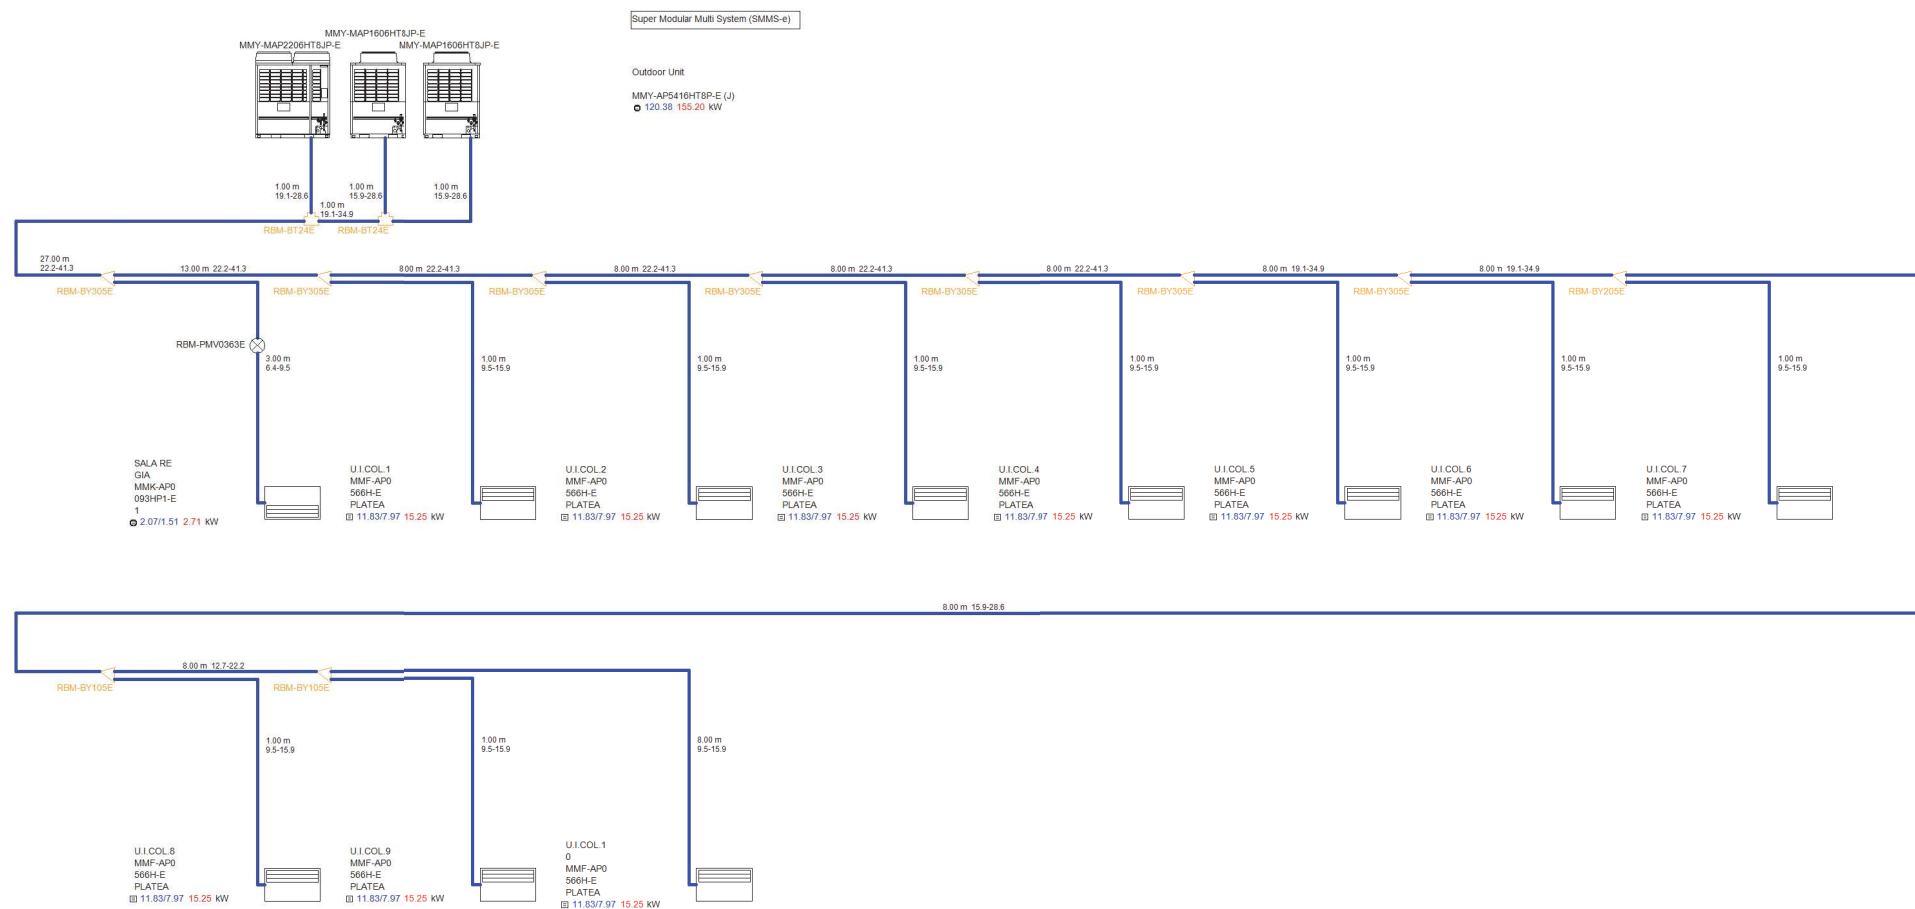 Super Modular Multi System (SMMS-e)
MMY-MAP1606HT8JP-E
MMY-MAP2206HT8JP-E
MMY-MAP1606HT8JP-E
Outdoor Unit
MMY-AP5416HT8P-E (J)
120.38 155.20 kW
1.00 m
19.1-28.6
1.00 m
15.9-28.6
1.00 m
15.9-28.6
1.00 m
19.1-34.9
RBM-BT24E
RBM-BT24E
27.00 m
22.2-41.3
13.00 m 22.2-41.3
8.00 m 22.2-41.3
8.00 m 22.2-41.3
8.00 m 22.2-41.3
8.00 m 22.2-41.3
8.00 m 19.1-34.9
8.00 m 19.1-34.9
RBM-BY305E
RBM-BY305E
RBM-BY305E
RBM-BY305E
RBM-BY305E
RBM-BY305E
RBM-BY305E
RBM-BY205E
RBM-PMV0363E
3.00 m
6.4-9.5
1.00 m
9.5-15.9
1.00 m
9.5-15.9
1.00 m
9.5-15.9
1.00 m
9.5-15.9
1.00 m
9.5-15.9
1.00 m
9.5-15.9
1.00 m
9.5-15.9
SALA RE
GIA
MMK-AP0
093HP1-E
1
2.07/1.51 2.71 kW
U.I.COL.1
MMF-AP0
566H-E
PLATEA
11.83/7.97 15.25 kW
U.I.COL.2
MMF-AP0
566H-E
PLATEA
11.83/7.97 15.25 kW
U.I.COL.3
MMF-AP0
566H-E
PLATEA
11.83/7.97 15.25 kW
U.I.COL.4
MMF-AP0
566H-E
PLATEA
11.83/7.97 15.25 kW
U.I.COL.5
MMF-AP0
566H-E
PLATEA
11.83/7.97 15.25 kW
U.I.COL.6
MMF-AP0
566H-E
PLATEA
11.83/7.97 15.25 kW
U.I.COL.7
MMF-AP0
566H-E
PLATEA
11.83/7.97 15.25 kW
8.00 m 15.9-28.6
8.00 m 12.7-22.2
RBM-BY105E
RBM-BY105E
1.00 m
9.5-15.9
1.00 m
9.5-15.9
8.00 m
9.5-15.9
U.I.COL.8
MMF-AP0
566H-E
PLATEA
11.83/7.97 15.25 kW
U.I.COL.9
MMF-AP0
566H-E
PLATEA
11.83/7.97 15.25 kW
U.I.COL.1
0
MMF-AP0
566H-E
PLATEA
11.83/7.97 15.25 kW